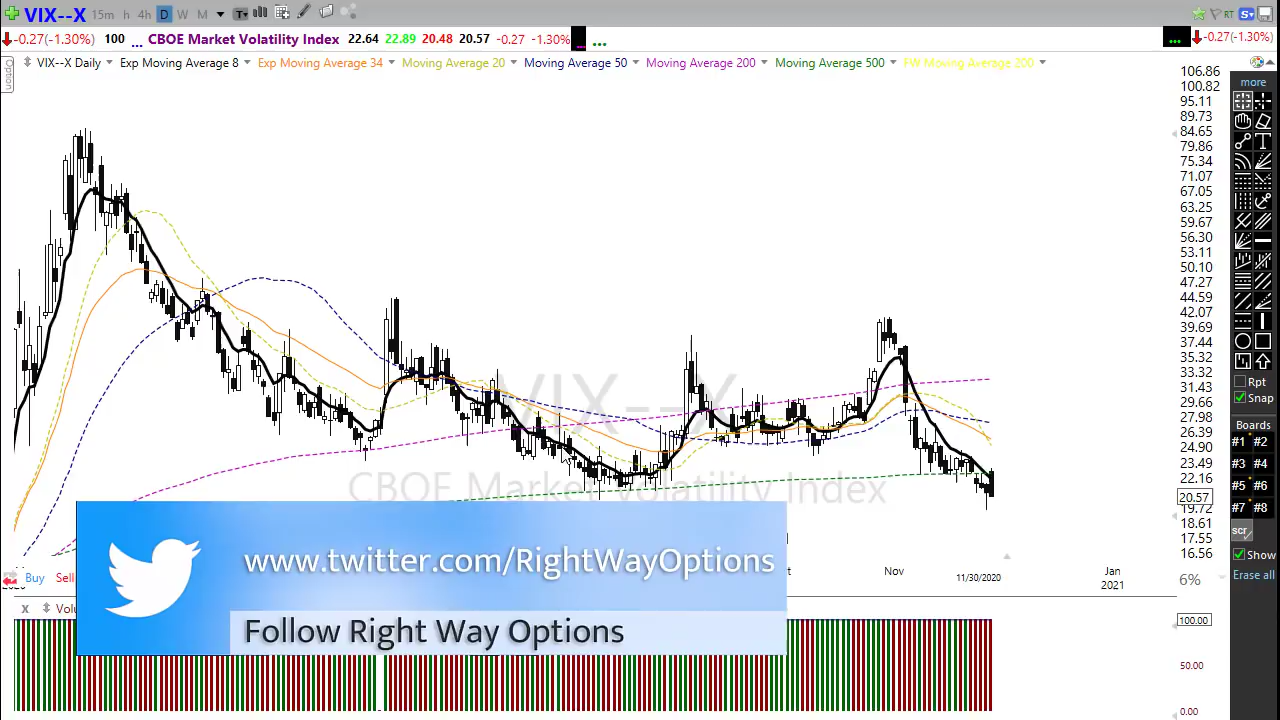 VIX--X 15m h 4h D W M T RT S
-0.27(-1.30%) 100 ... CBOE Market Volatility Index 22.64 22.89 20.48 20.57 -0.27 -1.30% ... ... -0.27(-1.30%)
VIX--X Daily Exp Moving Average 8 Exp Moving Average 34 Moving Average 20 Moving Average 50 Moving Average 200 Moving Average 500 FW Moving Average 200
Option
106.86
100.82
95.11
89.73
84.65
79.86
75.34
71.07
67.05
63.25
59.67
56.30
53.11
50.10
47.27
44.59
42.07
39.69
37.44
35.32
33.32
31.43
29.66
27.98
26.39
24.90
23.49
22.16
20.57
19.72
18.61
17.55
16.56
more
T
Rpt
Snap
Boards
#1 #2
#3 #4
#5 #6
#7 #8
scr
Show
Erase all
VIX--X
CBOE Market Volatility Index
www.twitter.com/RightWayOptions
Follow Right Way Options
Buy Sell
Nov
11/30/2020
Jan
2021
6%
X Volu
100.00
50.00
0.00